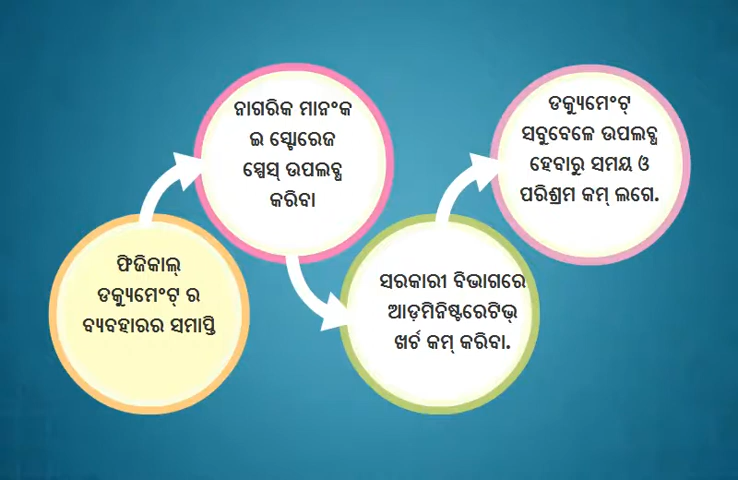 ଫିଜିକାଲ୍
ଡକ୍ୟୁମେଂଟ୍ ର
ବ୍ୟବହାରର ସମାପ୍ତି
ନାଗରିକ ମାନଂକ
ଇ ସ୍ଟୋରେଜ
ସ୍ପେସ୍ ଉପଲବ୍ଧ
କରିବା
ସରକାରୀ ବିଭାଗରେ
ଆଡ଼ମିନିଷ୍ଟରେଟିଭ୍
ଖର୍ଚ କମ୍ କରିବା.
ଡକ୍ୟୁମେଂଟ୍
ସବୁବେଳେ ଉପଲବ୍ଧ
ହେବାରୁ ସମୟ ଓ
ପରିଶ୍ରମ କମ୍ ଲଗେ.